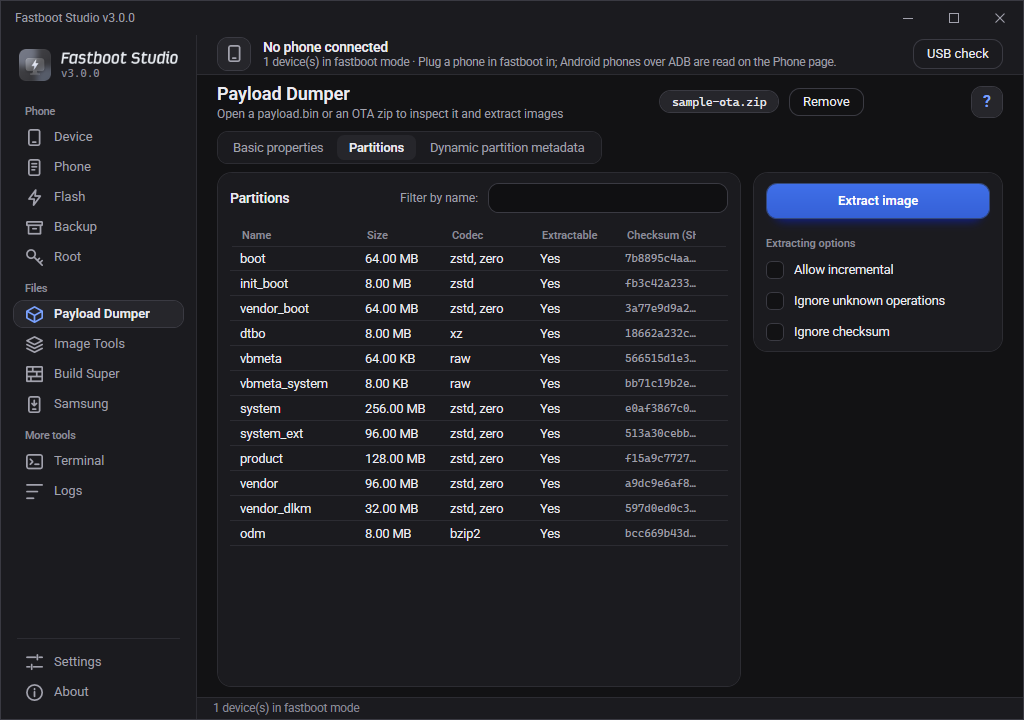 Fastboot Studio v3.0.0
Fastboot Studio
v3.0.0
Phone
Device
Phone
Flash
Backup
Root
Files
Payload Dumper
Image Tools
Build Super
Samsung
More tools
Terminal
Logs
Settings
About
No phone connected
1 device(s) in fastboot mode · Plug a phone in fastboot in; Android phones over ADB are read on the Phone page.
USB check
Payload Dumper
Open a payload.bin or an OTA zip to inspect it and extract images
sample-ota.zip
Remove
?
Basic properties Partitions Dynamic partition metadata
Partitions
Filter by name:
Name Size Codec Extractable Checksum (SH
boot 64.00 MB zstd, zero Yes 7b8895c4aa…
init_boot 8.00 MB zstd Yes fb3c42a233…
vendor_boot 64.00 MB zstd, zero Yes 3a77e9d9a2…
dtbo 8.00 MB xz Yes 18662a232c…
vbmeta 64.00 KB raw Yes 566515d1e3…
vbmeta_system 8.00 KB raw Yes bb71c19b2e…
system 256.00 MB zstd, zero Yes e0af3867c0…
system_ext 96.00 MB zstd, zero Yes 513a30cebb…
product 128.00 MB zstd, zero Yes f15a9c7727…
vendor 96.00 MB zstd, zero Yes a9dc9e6af8…
vendor_dlkm 32.00 MB zstd, zero Yes 597d0ed0c3…
odm 8.00 MB bzip2 Yes bcc669b43d…
Extract image
Extracting options
Allow incremental
Ignore unknown operations
Ignore checksum
1 device(s) in fastboot mode